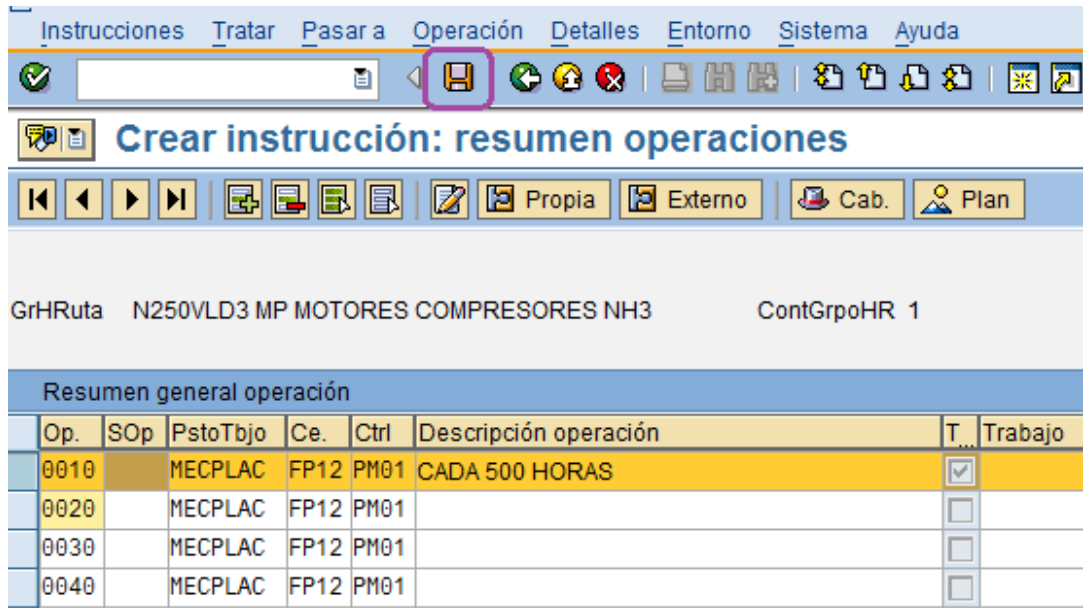 Instrucciones Tratar Pasar a Operación Detalles Entorno Sistema Ayuda
Crear instrucción: resumen operaciones
Propia Externo Cab. Plan
GrHRuta N250VLD3 MP MOTORES COMPRESORES NH3 ContGrpoHR 1
Resumen general operación
Op. SOp PstoTbjo Ce. Ctrl Descripción operación T... Trabajo
0010 MECPLAC FP12 PM01 CADA 500 HORAS
0020 MECPLAC FP12 PM01
0030 MECPLAC FP12 PM01
0040 MECPLAC FP12 PM01